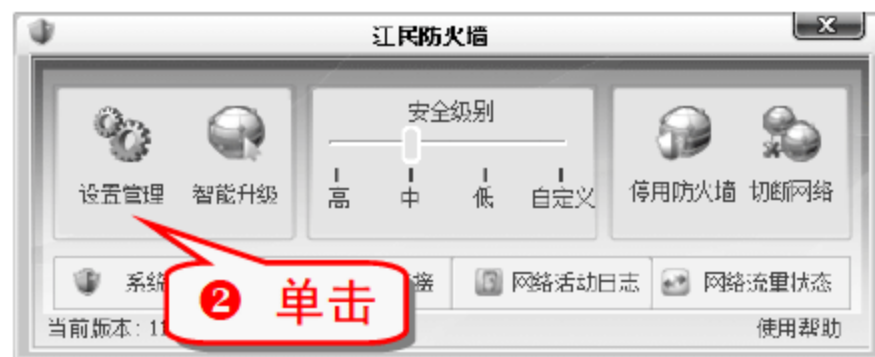 江民防火墙
安全级别
设置管理 智能升级 高 中 低 自定义 停用防火墙 切断网络
系统 接 网络活动日志 网络流量状态
❷ 单击
当前版本: 11 使用帮助